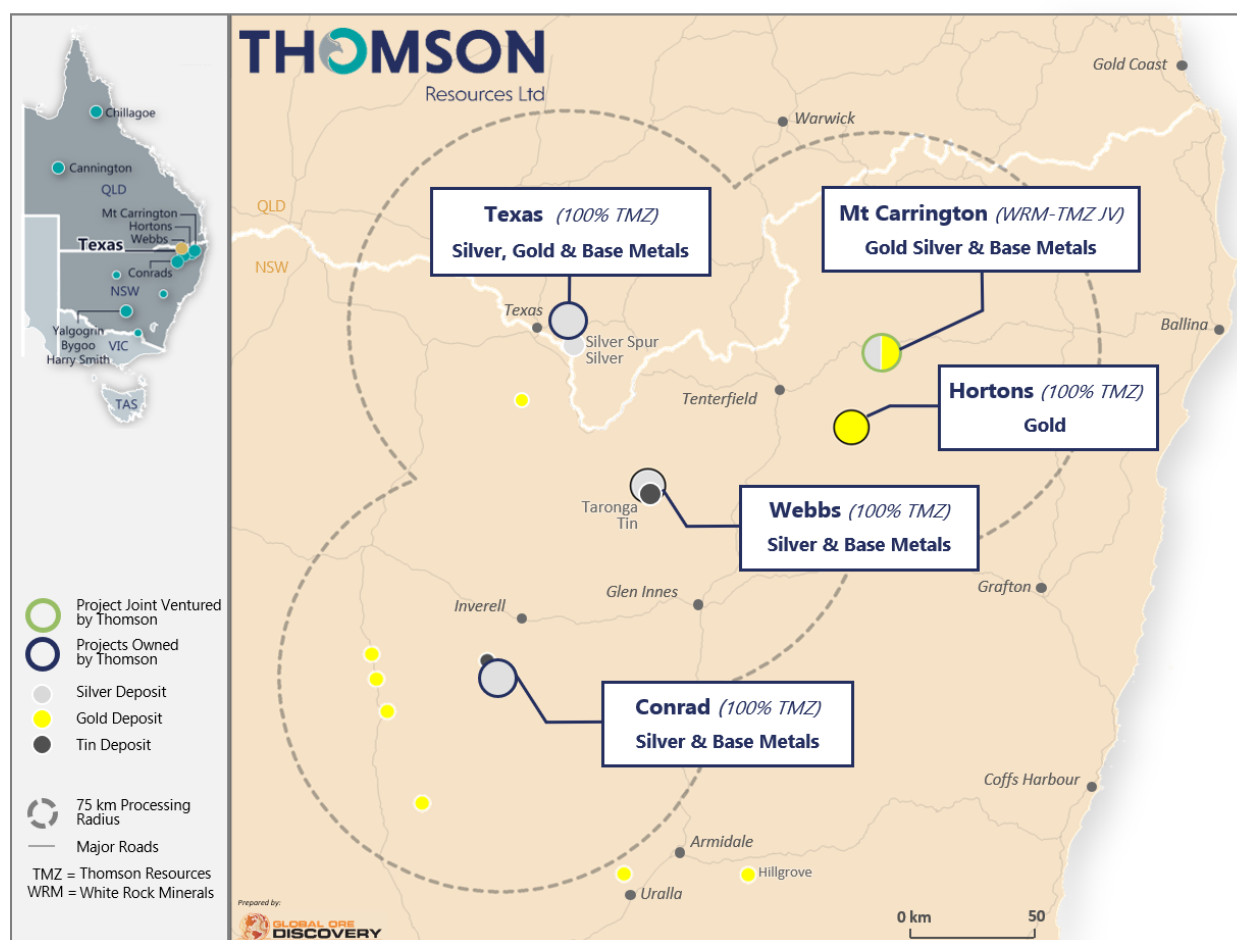 THOMSON
Resources Ltd
Chillagoe
Cannington
QLD
Mt Carrington
Hortons
Webbs
Texas
Conrads
NSW
Yalgogrin
Bygoo
Harry Smith
VIC
TAS
Project Joint Ventured
by Thomson
Projects Owned
by Thomson
Silver Deposit
Gold Deposit
Tin Deposit
75 km Processing
Radius
Major Roads
TMZ = Thomson Resources
WRM = White Rock Minerals
Gold Coast
Warwick
QLD
NSW
Texas (100% TMZ)
Silver, Gold & Base Metals
Mt Carrington (WRM-TMZ JV)
Gold Silver & Base Metals
Texas
Silver Spur
Silver
Ballina
Tenterfield
Hortons (100% TMZ)
Gold
Taronga
Tin
Webbs (100% TMZ)
Silver & Base Metals
Glen Innes
Grafton
Inverell
Conrad (100% TMZ)
Silver & Base Metals
Coffs Harbour
Armidale
Hillgrove
Uralla
Prepared by:
GLOBAL ORE
DISCOVERY
0 km 50